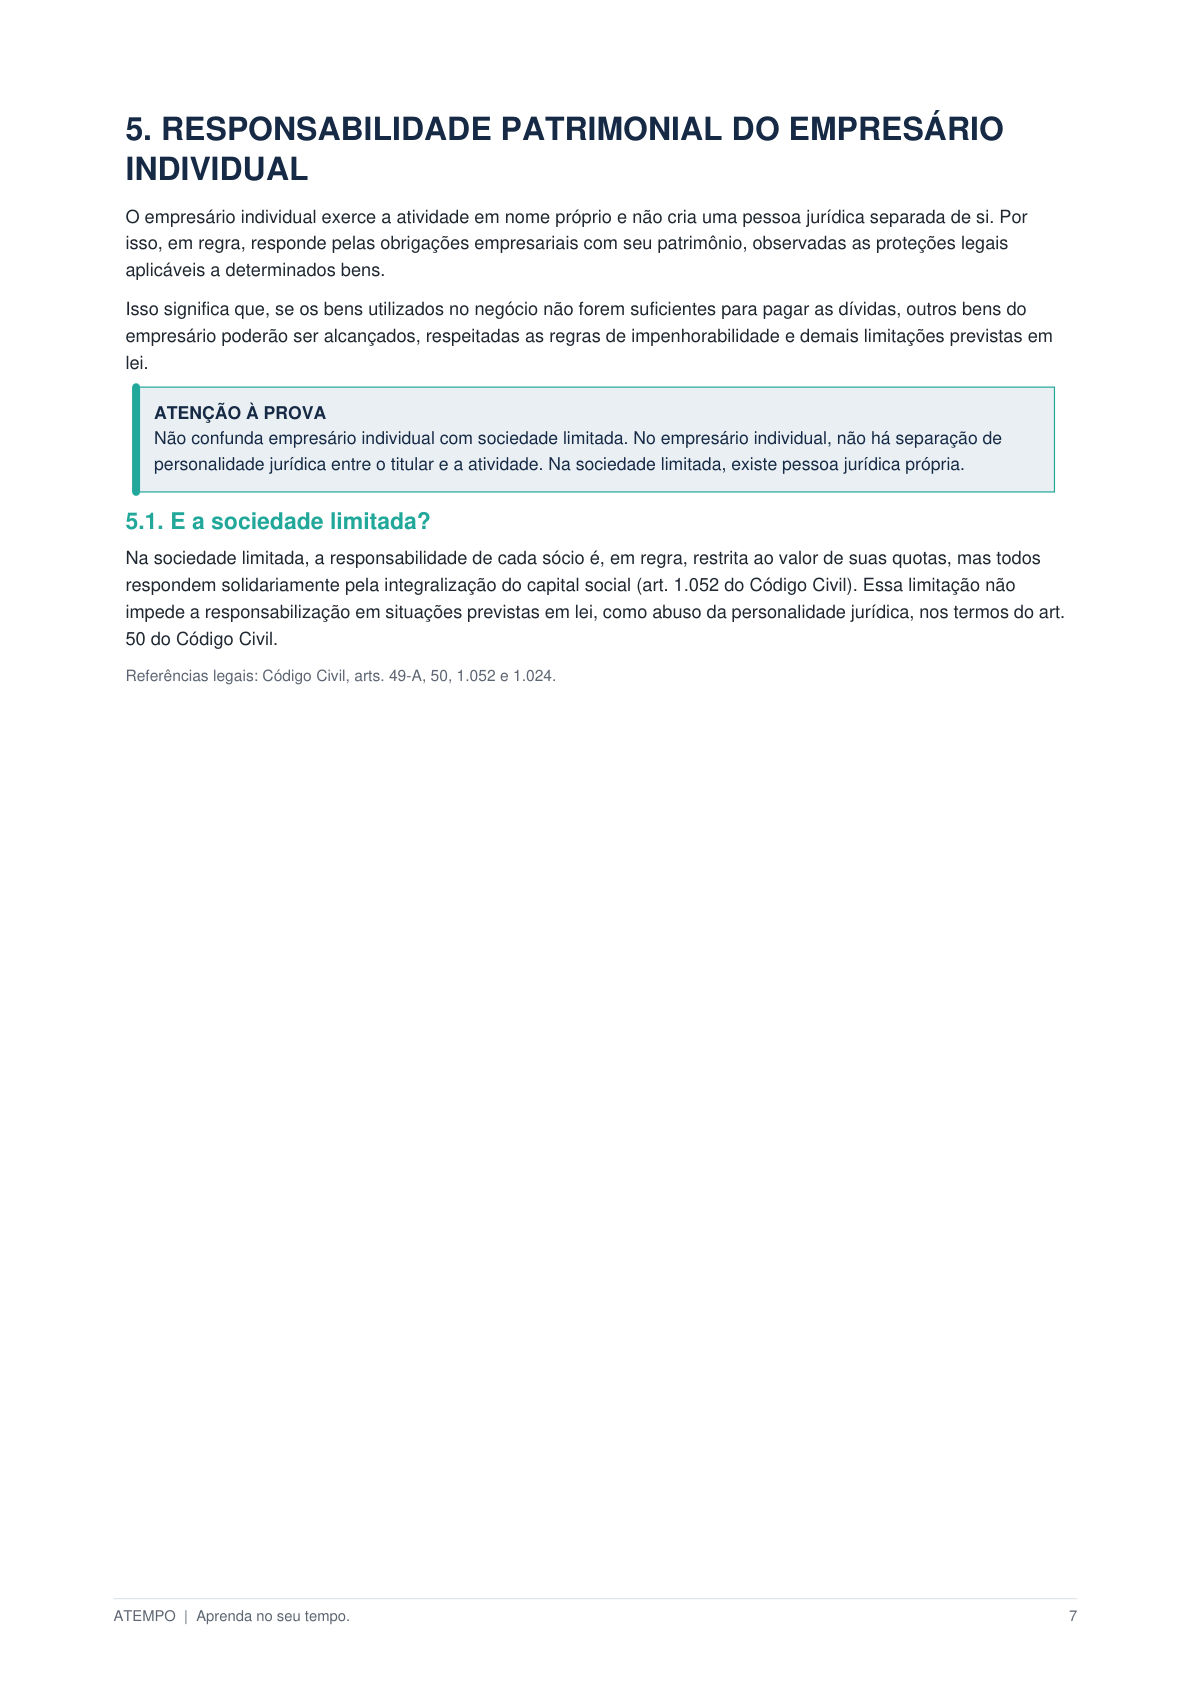 5. RESPONSABILIDADE PATRIMONIAL DO EMPRESÁRIO
INDIVIDUAL
O empresário individual exerce a atividade em nome próprio e não cria uma pessoa jurídica separada de si. Por
isso, em regra, responde pelas obrigações empresariais com seu patrimônio, observadas as proteções legais
aplicáveis a determinados bens.
Isso significa que, se os bens utilizados no negócio não forem suficientes para pagar as dívidas, outros bens do
empresário poderão ser alcançados, respeitadas as regras de impenhorabilidade e demais limitações previstas em
lei.
ATENÇÃO À PROVA
Não confunda empresário individual com sociedade limitada. No empresário individual, não há separação de
personalidade jurídica entre o titular e a atividade. Na sociedade limitada, existe pessoa jurídica própria.
5.1. E a sociedade limitada?
Na sociedade limitada, a responsabilidade de cada sócio é, em regra, restrita ao valor de suas quotas, mas todos
respondem solidariamente pela integralização do capital social (art. 1.052 do Código Civil). Essa limitação não
impede a responsabilização em situações previstas em lei, como abuso da personalidade jurídica, nos termos do art.
50 do Código Civil.
Referências legais: Código Civil, arts. 49-A, 50, 1.052 e 1.024.
ATEMPO | Aprenda no seu tempo.
7